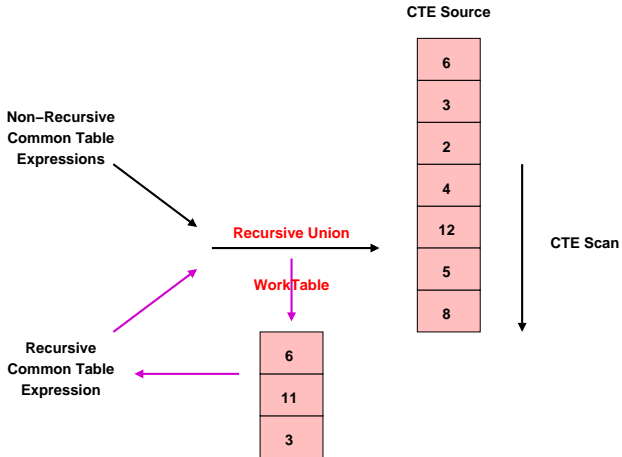 CTE Source
6
3
2
4
12
5
8
Non−Recursive
Common Table
Expressions
Recursive Union
CTE Scan
WorkTable
Recursive
Common Table
Expression
6
11
3